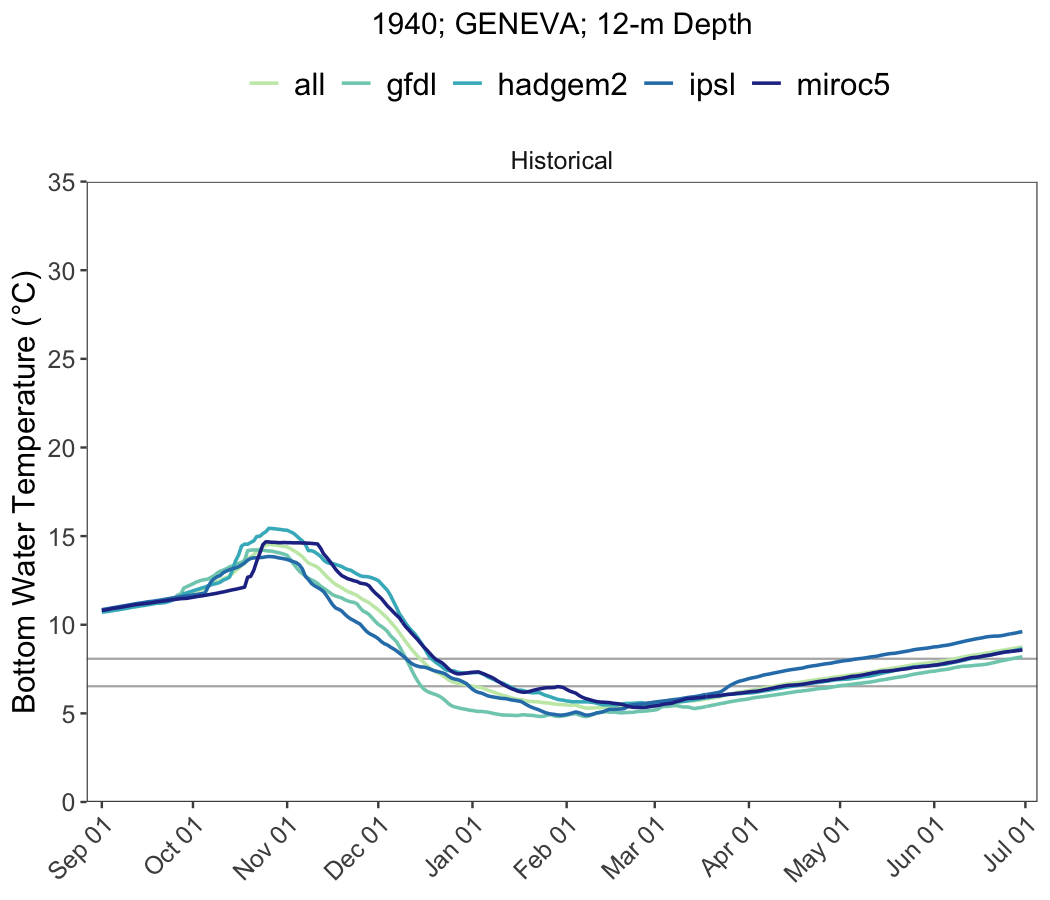 1940; GENEVA; 12-m Depth
all gfdl hadgem2 ipsl miroc5
Historical
Bottom Water Temperature (°C)
35
30
25
20
15
10
5
0
Sep 01 Oct 01 Nov 01 Dec 01 Jan 01 Feb 01 Mar 01 Apr 01 May 01 Jun 01 Jul 01